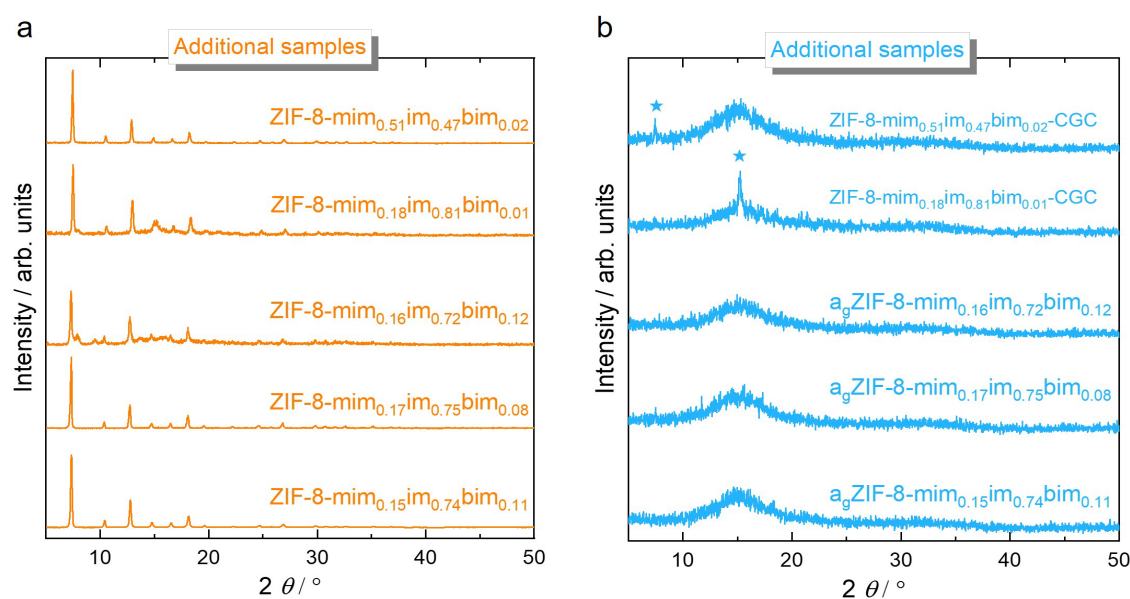 a
Additional samples
ZIF-8-mim₀.₅₁im₀.₄₇bim₀.₀₂
ZIF-8-mim₀.₁₈im₀.₈₁bim₀.₀₁
ZIF-8-mim₀.₁₆im₀.₇₂bim₀.₁₂
ZIF-8-mim₀.₁₇im₀.₇₅bim₀.₀₈
ZIF-8-mim₀.₁₅im₀.₇₄bim₀.₁₁
Intensity / arb. units
10 20 30 40 50
2 θ / °
b
Additional samples
★
ZIF-8-mim₀.₅₁im₀.₄₇bim₀.₀₂-CGC
★
ZIF-8-mim₀.₁₈im₀.₈₁bim₀.₀₁-CGC
a_gZIF-8-mim₀.₁₆im₀.₇₂bim₀.₁₂
a_gZIF-8-mim₀.₁₇im₀.₇₅bim₀.₀₈
a_gZIF-8-mim₀.₁₅im₀.₇₄bim₀.₁₁
Intensity / arb. units
10 20 30 40 50
2 θ / °